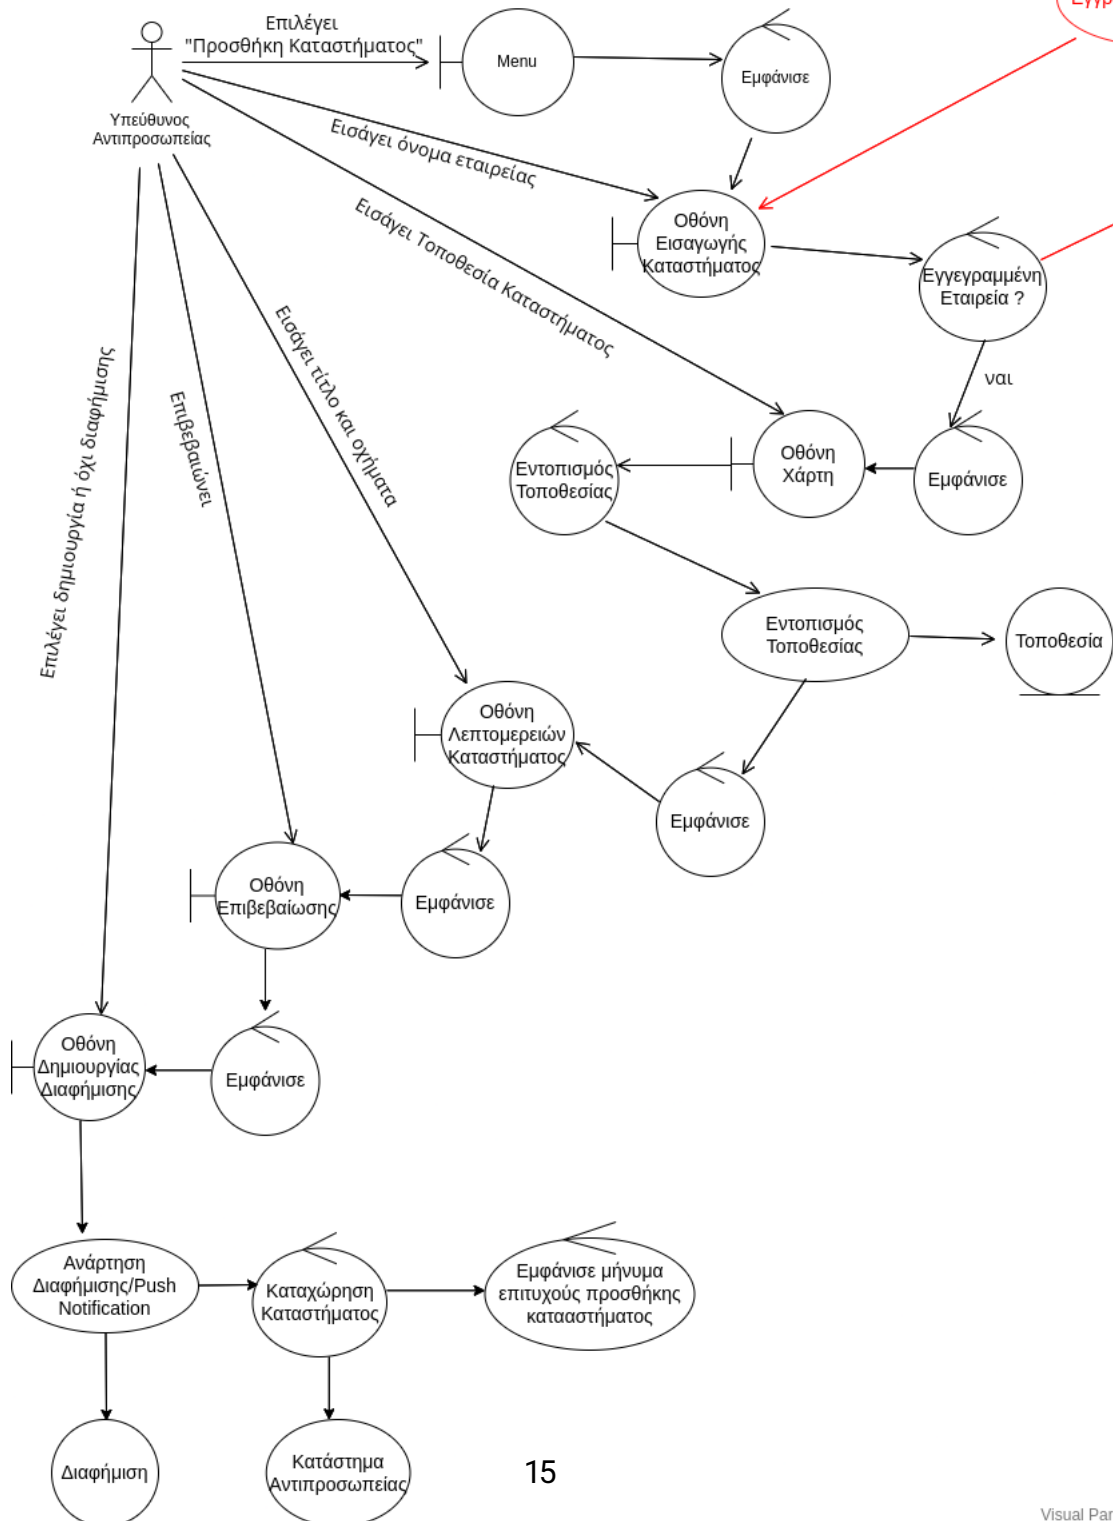 Επιλέγει
"Προσθήκη Καταστήματος"
Menu
Εμφάνισε
Υπεύθυνος
Αντιπροσωπείας
Εισάγει όνομα εταιρείας
Οθόνη
Εισαγωγής
Καταστήματος
Εισάγει Τοποθεσία Καταστήματος
Εγγεγραμμένη
Εταιρεία ?
ναι
Εισάγει τίτλο και οχήματα
Επιβεβαιώνει
Επιλέγει δημιουργία ή όχι διαφήμισης
Εντοπισμός
Τοποθεσίας
Οθόνη
Χάρτη
Εμφάνισε
Εντοπισμός
Τοποθεσίας
Τοποθεσία
Οθόνη
Λεπτομερειών
Καταστήματος
Εμφάνισε
Οθόνη
Επιβεβαίωσης
Εμφάνισε
Οθόνη
Δημιουργίας
Διαφήμισης
Εμφάνισε
Ανάρτηση
Διαφήμισης/Push
Notification
Καταχώρηση
Καταστήματος
Εμφάνισε μήνυμα
επιτυχούς προσθήκης
κατααστήματος
Διαφήμιση
Κατάστημα
Αντιπροσωπείας
15
Visual Par